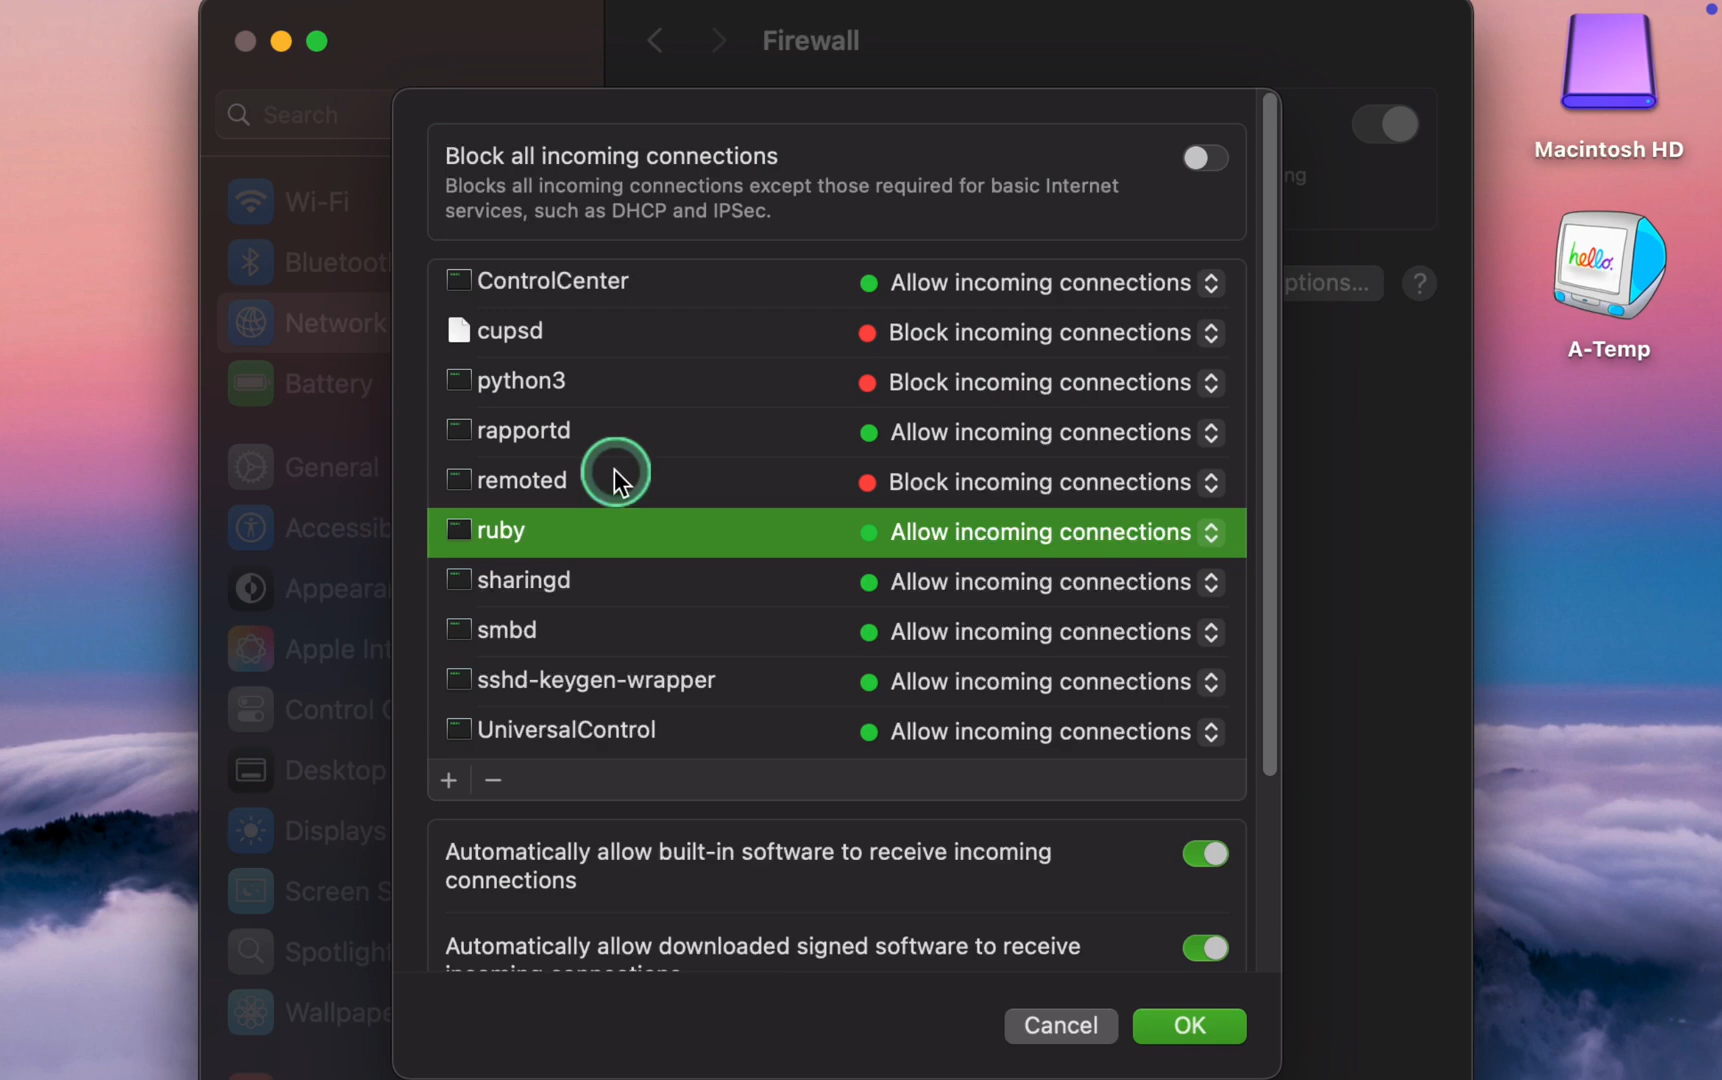 Firewall
Search
Macintosh HD
Block all incoming connections
Blocks all incoming connections except those required for basic Internet
services, such as DHCP and IPSec.
ng
Wi-Fi
Bluetoot
Network
Battery
General
Accessib
Appeara
Apple Int
Control C
Desktop
Displays
Screen S
Spotlight
Wallpape
ControlCenter Allow incoming connections
ptions... ?
hello.
A-Temp
cupsd Block incoming connections
python3 Block incoming connections
rapportd Allow incoming connections
remoted Block incoming connections
ruby Allow incoming connections
sharingd Allow incoming connections
smbd Allow incoming connections
sshd-keygen-wrapper Allow incoming connections
UniversalControl Allow incoming connections
+ −
Automatically allow built-in software to receive incoming
connections
Automatically allow downloaded signed software to receive
incoming connections
Cancel OK